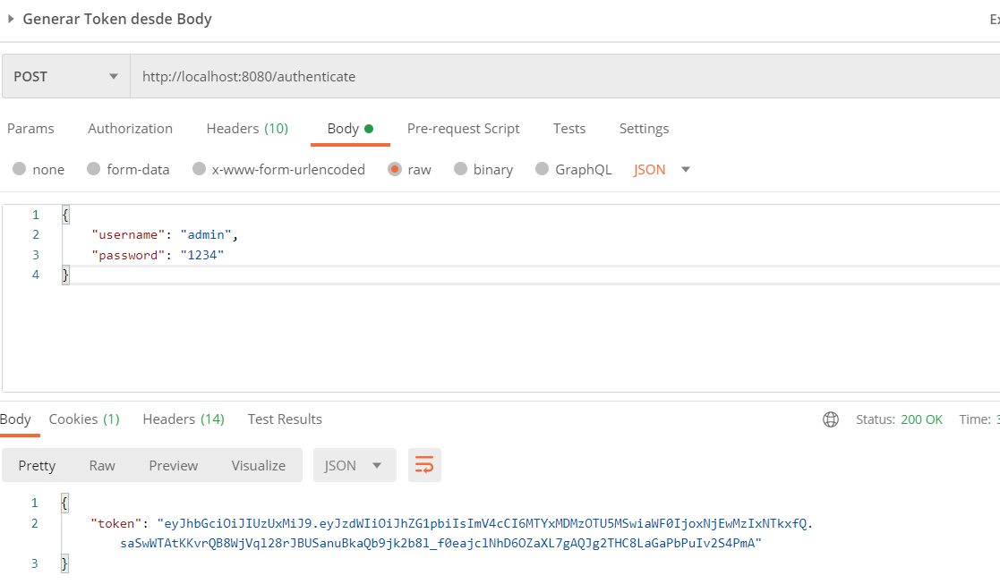 Generar Token desde Body
POST http://localhost:8080/authenticate
Params Authorization Headers (10) Body Pre-request Script Tests Settings
none form-data x-www-form-urlencoded raw binary GraphQL JSON
1 {
2 "username": "admin",
3 "password": "1234"
4 }
Body Cookies (1) Headers (14) Test Results Status: 200 OK Time:
Pretty Raw Preview Visualize JSON
1 {
2 "token": "eyJhbGciOiJIUzUxMiJ9.eyJzdWIiOiJhZG1pbiIsImV4cCI6MTYxMDMzOTU5MSwiaWF0IjoxNjEwMzIxNTkxfQ.
saSwWTAtKKvrQB8WjVql28rJBUSanuBkaQb9jk2b8l_f0eajclNhD6OZaXL7gAQJg2THC8LaGaPbPuIv2S4PmA"
3 }